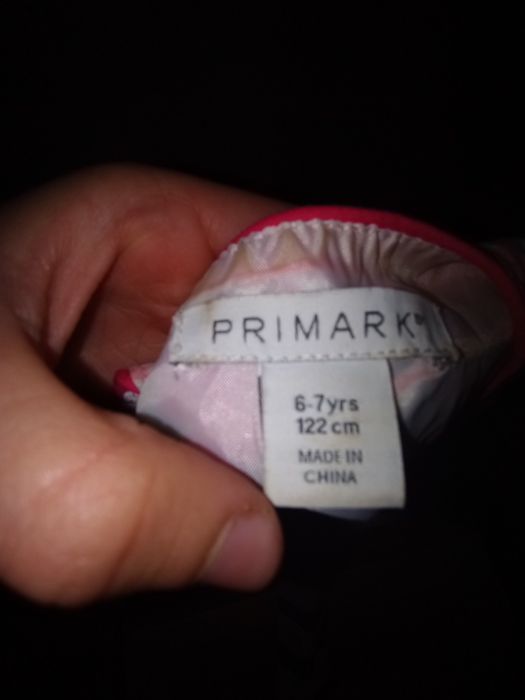 PRIMARK®
6-7yrs
122 cm
MADE IN
CHINA